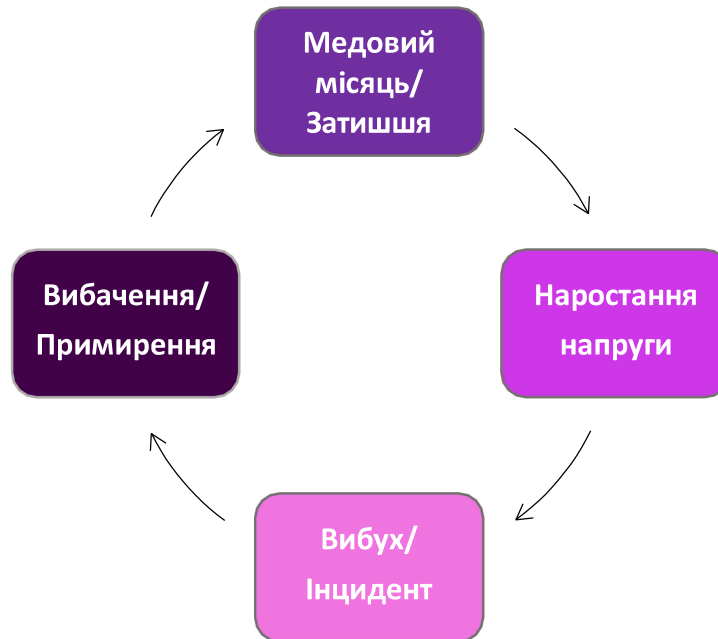 Медовий
місяць/
Затишшя
Наростання
напруги
Вибух/
Інцидент
Вибачення/
Примирення